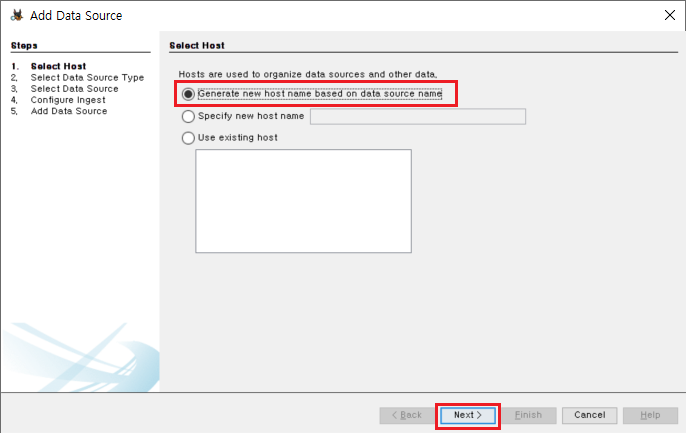 Add Data Source
Steps
1. Select Host
2. Select Data Source Type
3. Select Data Source
4. Configure Ingest
5. Add Data Source
Select Host
Hosts are used to organize data sources and other data.
Generate new host name based on data source name
Specify new host name
Use existing host
< Back
Next >
Finish
Cancel
Help